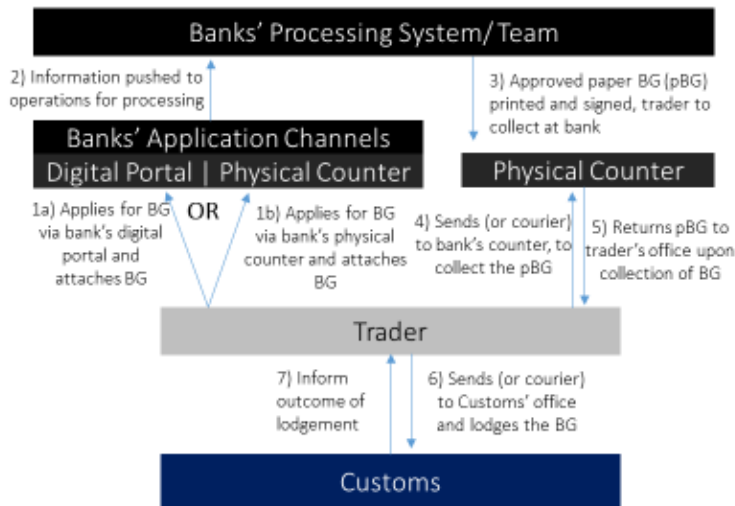 Banks' Processing System/ Team
2) Information pushed to
operations for processing
3) Approved paper BG (pBG)
printed and signed, trader to
collect at bank
Banks' Application Channels
Digital Portal | Physical Counter
Physical Counter
1a) Applies for BG
via bank's digital
portal and
attaches BG
OR
1b) Applies for BG
via bank's physical
counter and attaches
BG
4) Sends (or courier)
to bank's counter, to
collect the pBG
5) Returns pBG to
trader's office upon
collection of BG
Trader
7) Inform
outcome of
lodgement
6) Sends (or courier)
to Customs' office
and lodges the BG
Customs